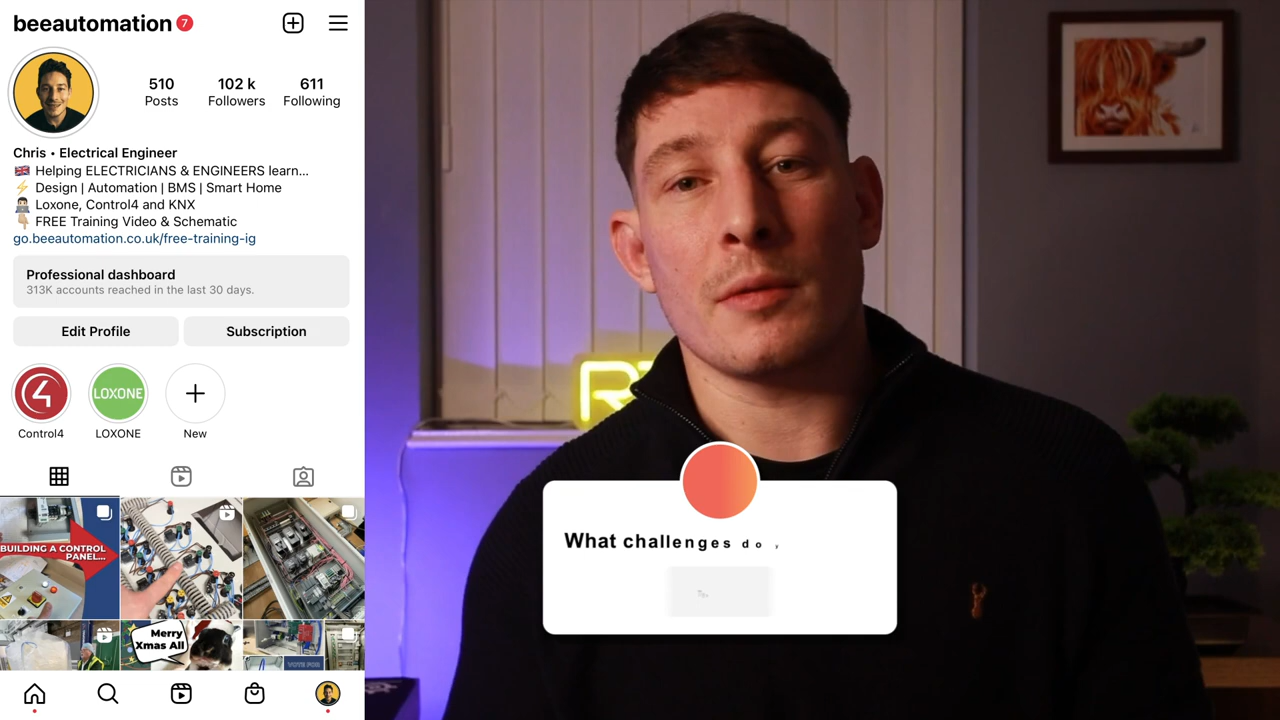 beeautomation 7
510 102 k 611
Posts Followers Following
Chris • Electrical Engineer
🇬🇧 Helping ELECTRICIANS & ENGINEERS learn...
⚡ Design | Automation | BMS | Smart Home
👨🏻‍💻 Loxone, Control4 and KNX
👇🏼 FREE Training Video & Schematic
go.beeautomation.co.uk/free-training-ig
Professional dashboard
313K accounts reached in the last 30 days.
Edit Profile Subscription
4 LOXONE
Control4 LOXONE New
BUILDING A CONTROL
PANEL...
Merry
Xmas All
VOTE FOR
What challenges do y